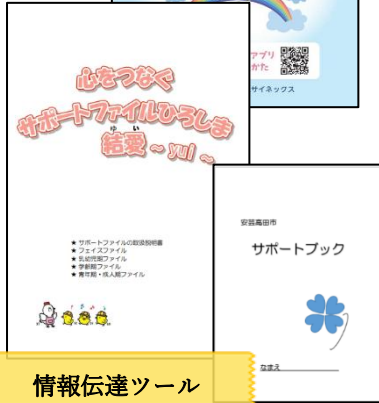 アプリ
かた
サイネックス
心をつなぐ
サポートファイルひろしま
ゆい
結愛 ~ yui ~
★ サポートファイルの取扱説明書
★ フェイスファイル
★ 乳幼児期ファイル
★ 学齢期ファイル
★ 青年期・成人期ファイル
安芸高田市
サポートブック
なまえ
情報伝達ツール